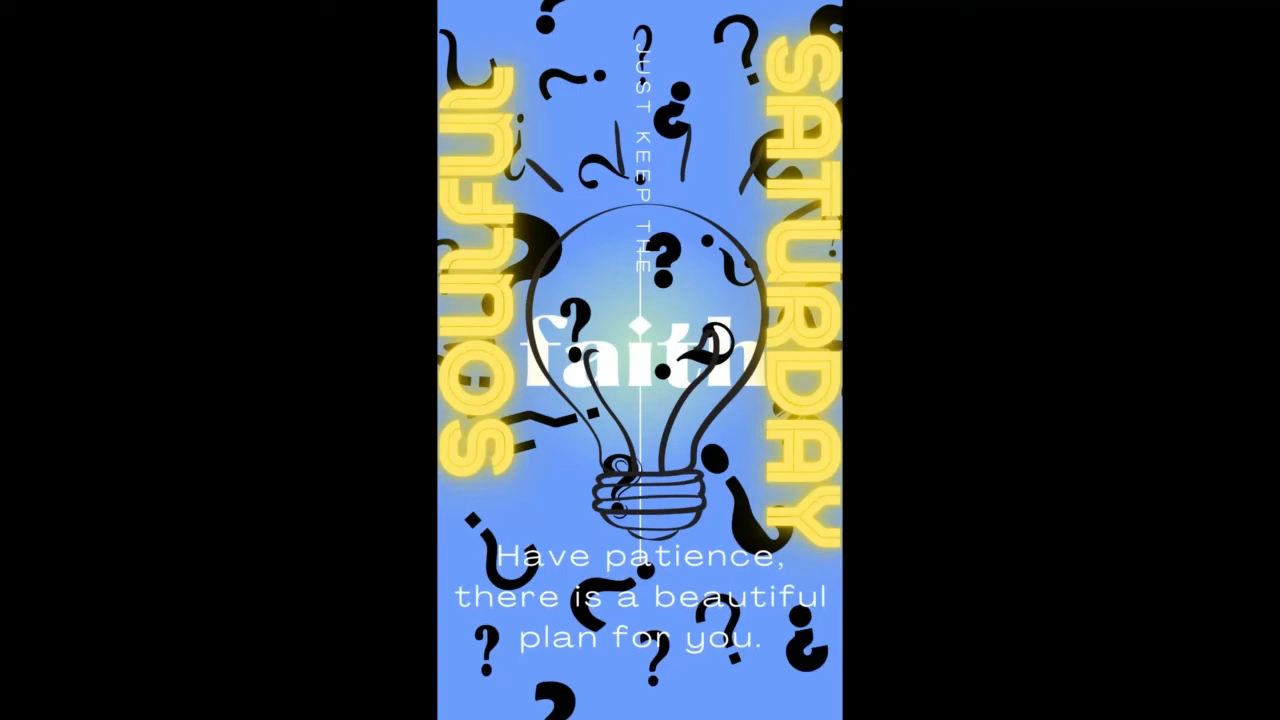 SOULFUL
SATURDAY
JUST KEEP THE
faith
Have patience,
there is a beautiful
plan for you.